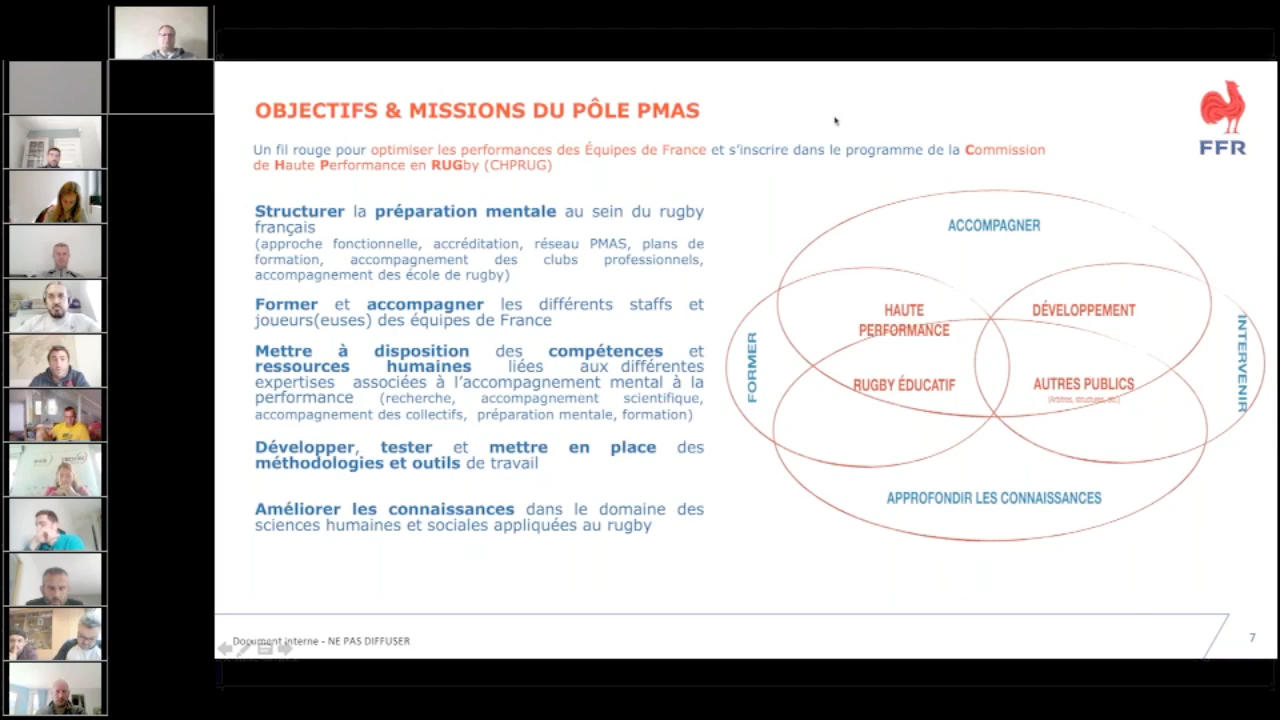 OBJECTIFS & MISSIONS DU PÔLE PMAS
Un fil rouge pour optimiser les performances des Équipes de France et s'inscrire dans le programme de la Commission
de Haute Performance en RUGby (CHPRUG)
Structurer la préparation mentale au sein du rugby
français
(approche fonctionnelle, accréditation, réseau PMAS, plans de
formation, accompagnement des clubs professionnels,
accompagnement des école de rugby)
Former et accompagner les différents staffs et
joueurs(euses) des équipes de France
Mettre à disposition des compétences et
ressources humaines liées aux différentes
expertises associées à l'accompagnement mental à la
performance (recherche, accompagnement scientifique,
accompagnement des collectifs, préparation mentale, formation)
Développer, tester et mettre en place des
méthodologies et outils de travail
Améliorer les connaissances dans le domaine des
sciences humaines et sociales appliquées au rugby
FFR
ACCOMPAGNER
HAUTE
PERFORMANCE
DÉVELOPPEMENT
FORMER
INTERVENIR
RUGBY ÉDUCATIF
AUTRES PUBLICS
(Arbitres, structures, etc)
APPROFONDIR LES CONNAISSANCES
Document interne - NE PAS DIFFUSER
7